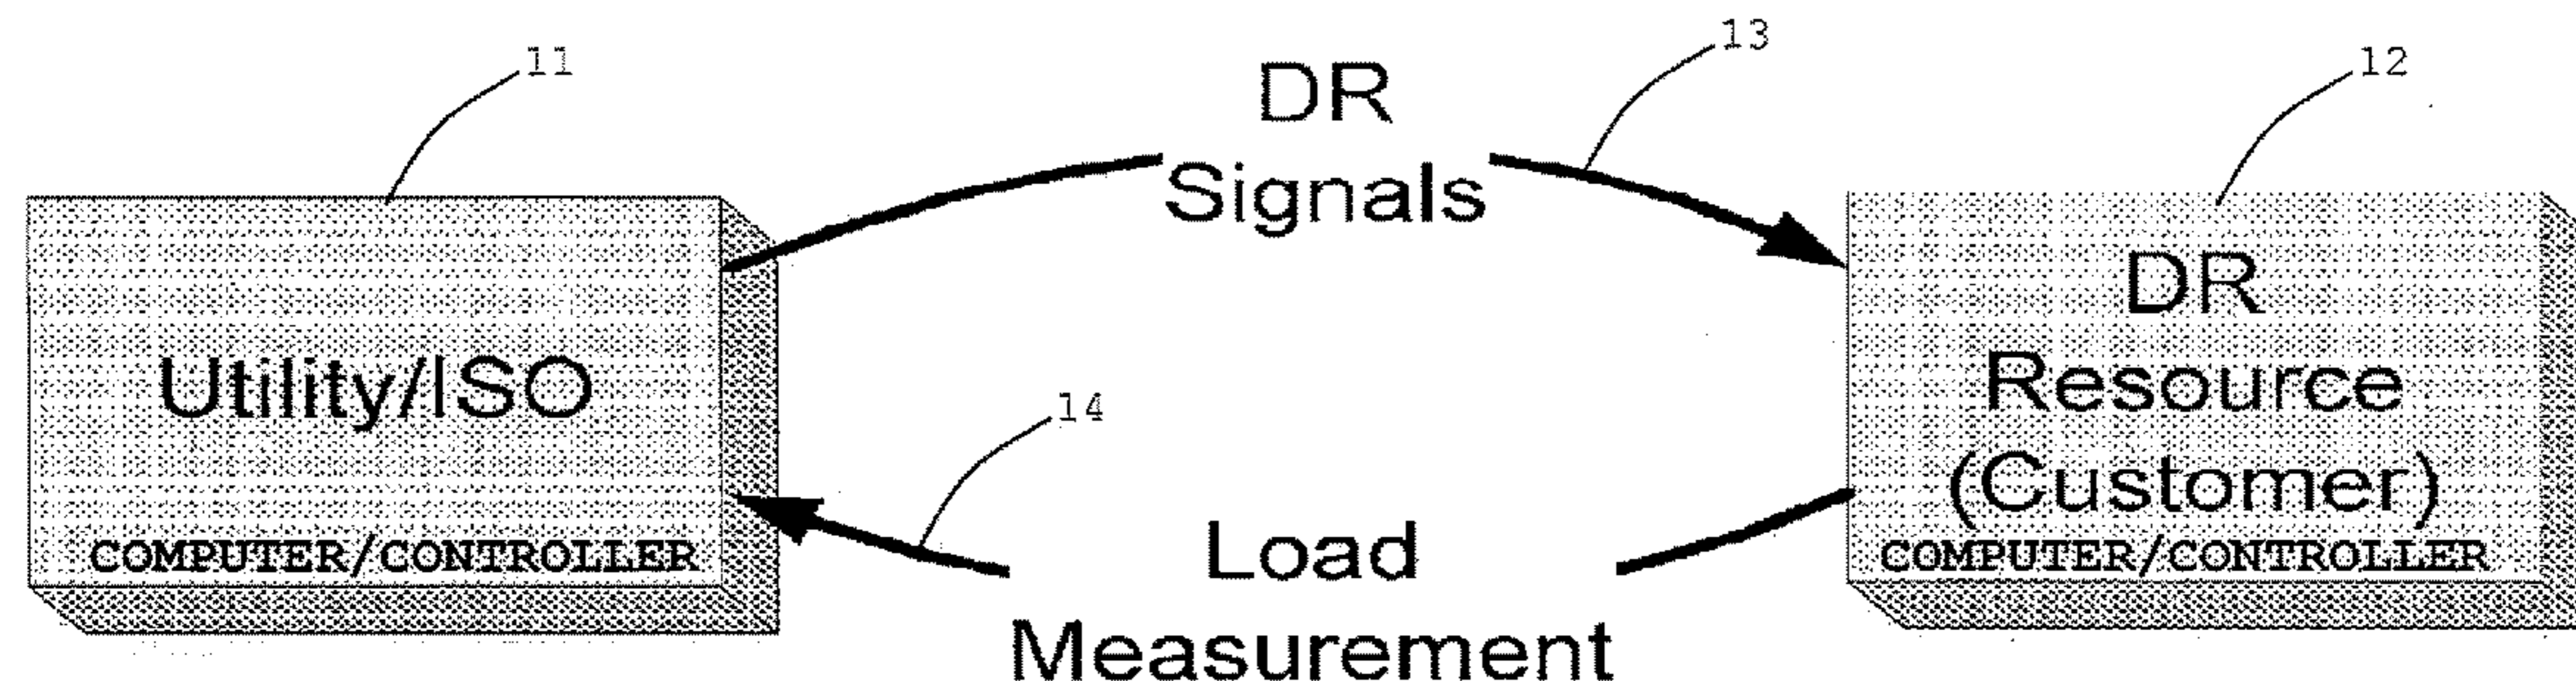 11
13
12
DR
Signals
Utility/ISO
COMPUTER/CONTROLLER
14
Load
Measurement
DR
Resource
(Customer)
COMPUTER/CONTROLLER